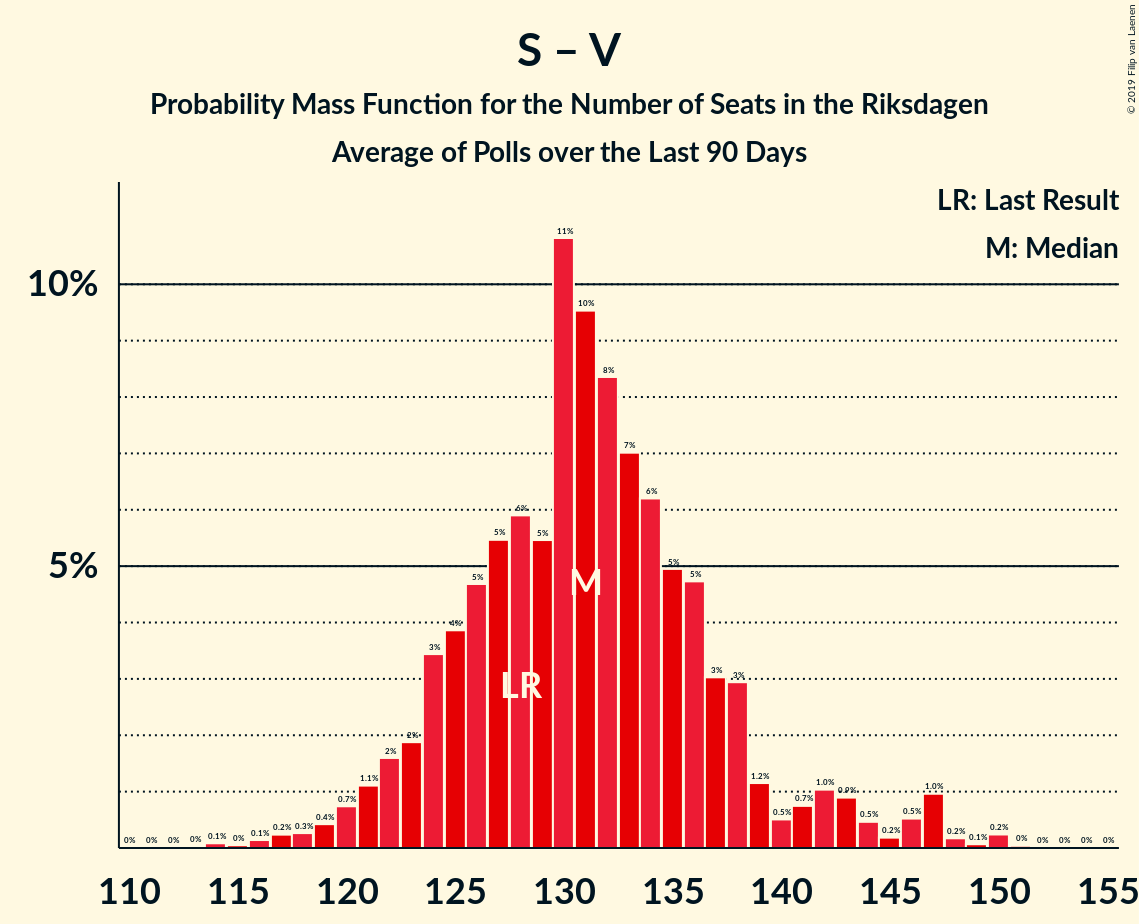 S – V
Probability Mass Function for the Number of Seats in the Riksdagen
Average of Polls over the Last 90 Days
© 2019 Filip van Laenen
LR: Last Result
M: Median
10%
5%
0% 0% 0% 0% 0.1% 0% 0.1% 0.2% 0.3% 0.4% 0.7% 1.1% 2% 2% 3% 4% 5% 5% 6% 5% 11% 10% 8% 7% 6% 5% 5% 3% 3% 1.2% 0.5% 0.7% 1.0% 0.9% 0.5% 0.2% 0.5% 1.0% 0.2% 0.1% 0.2% 0% 0% 0% 0% 0%
M
LR
110 115 120 125 130 135 140 145 150 155